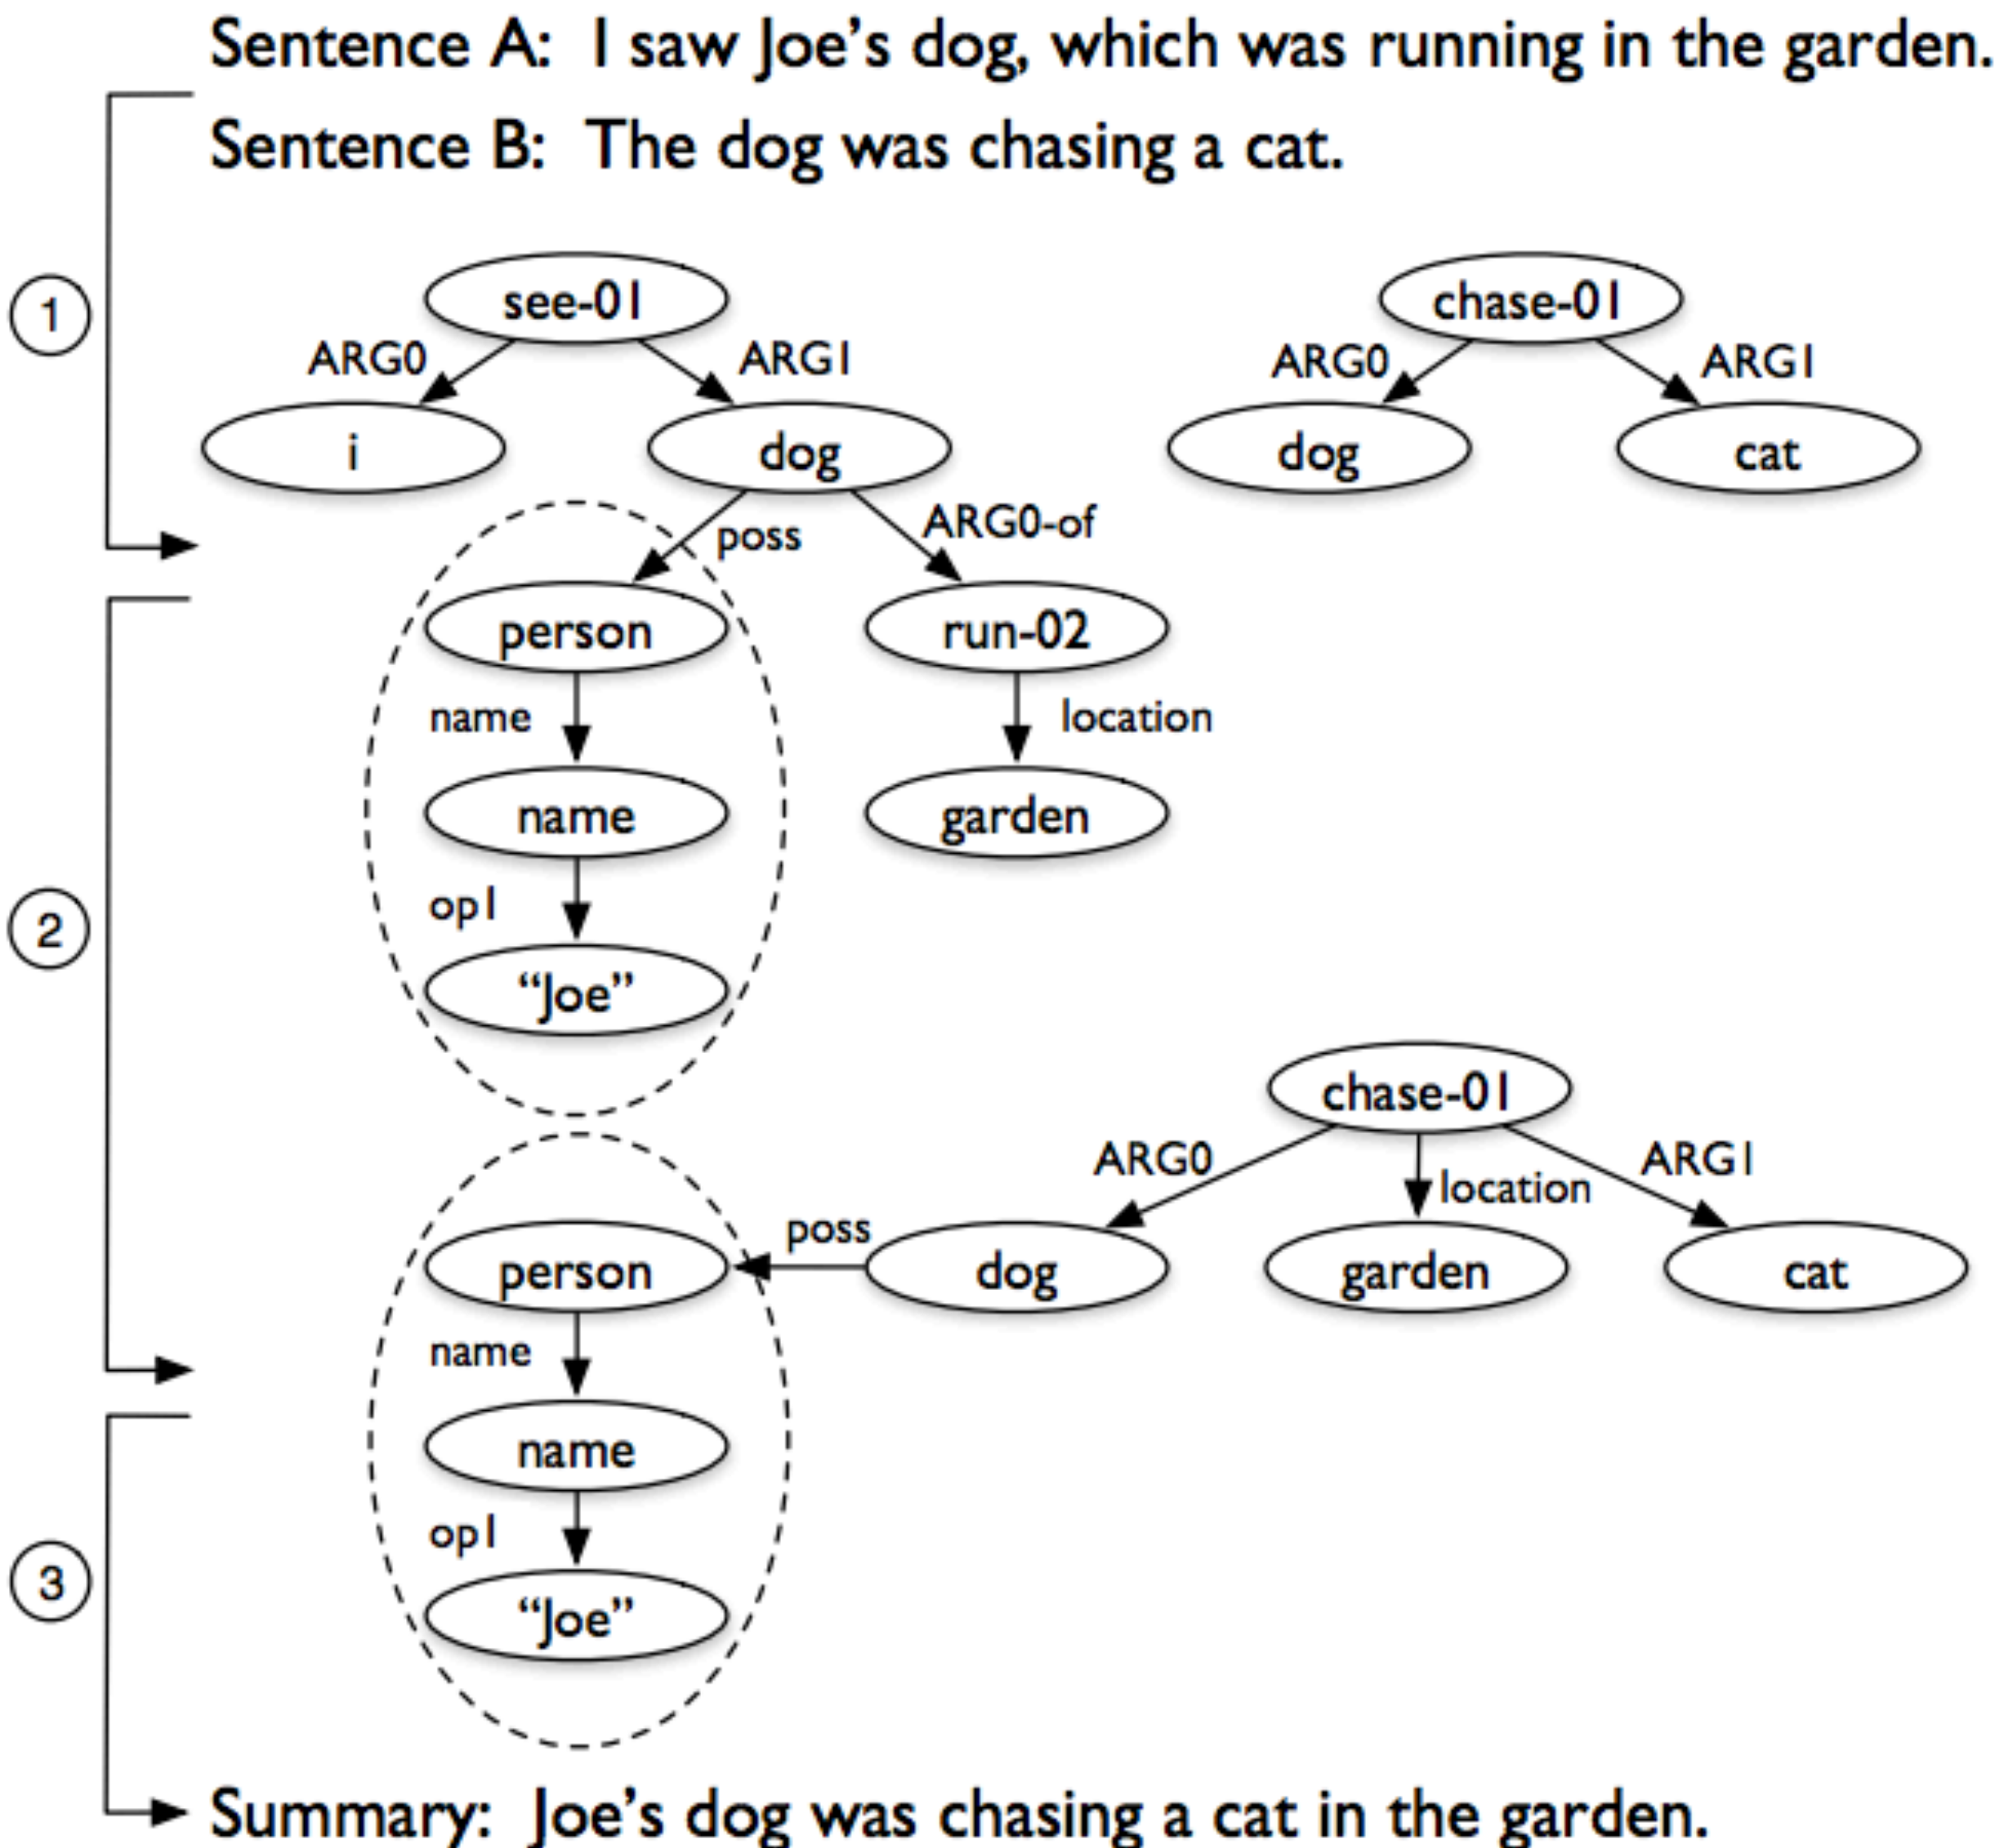 Sentence A: I saw Joe's dog, which was running in the garden.
Sentence B: The dog was chasing a cat.
1
see-01
chase-01
ARG0
ARG1
ARG0
ARG1
i
dog
dog
cat
poss
ARG0-of
person
run-02
name
location
name
garden
2
op1
“Joe”
chase-01
ARG0
location
ARG1
poss
person
dog
garden
cat
name
name
op1
3
“Joe”
Summary: Joe's dog was chasing a cat in the garden.